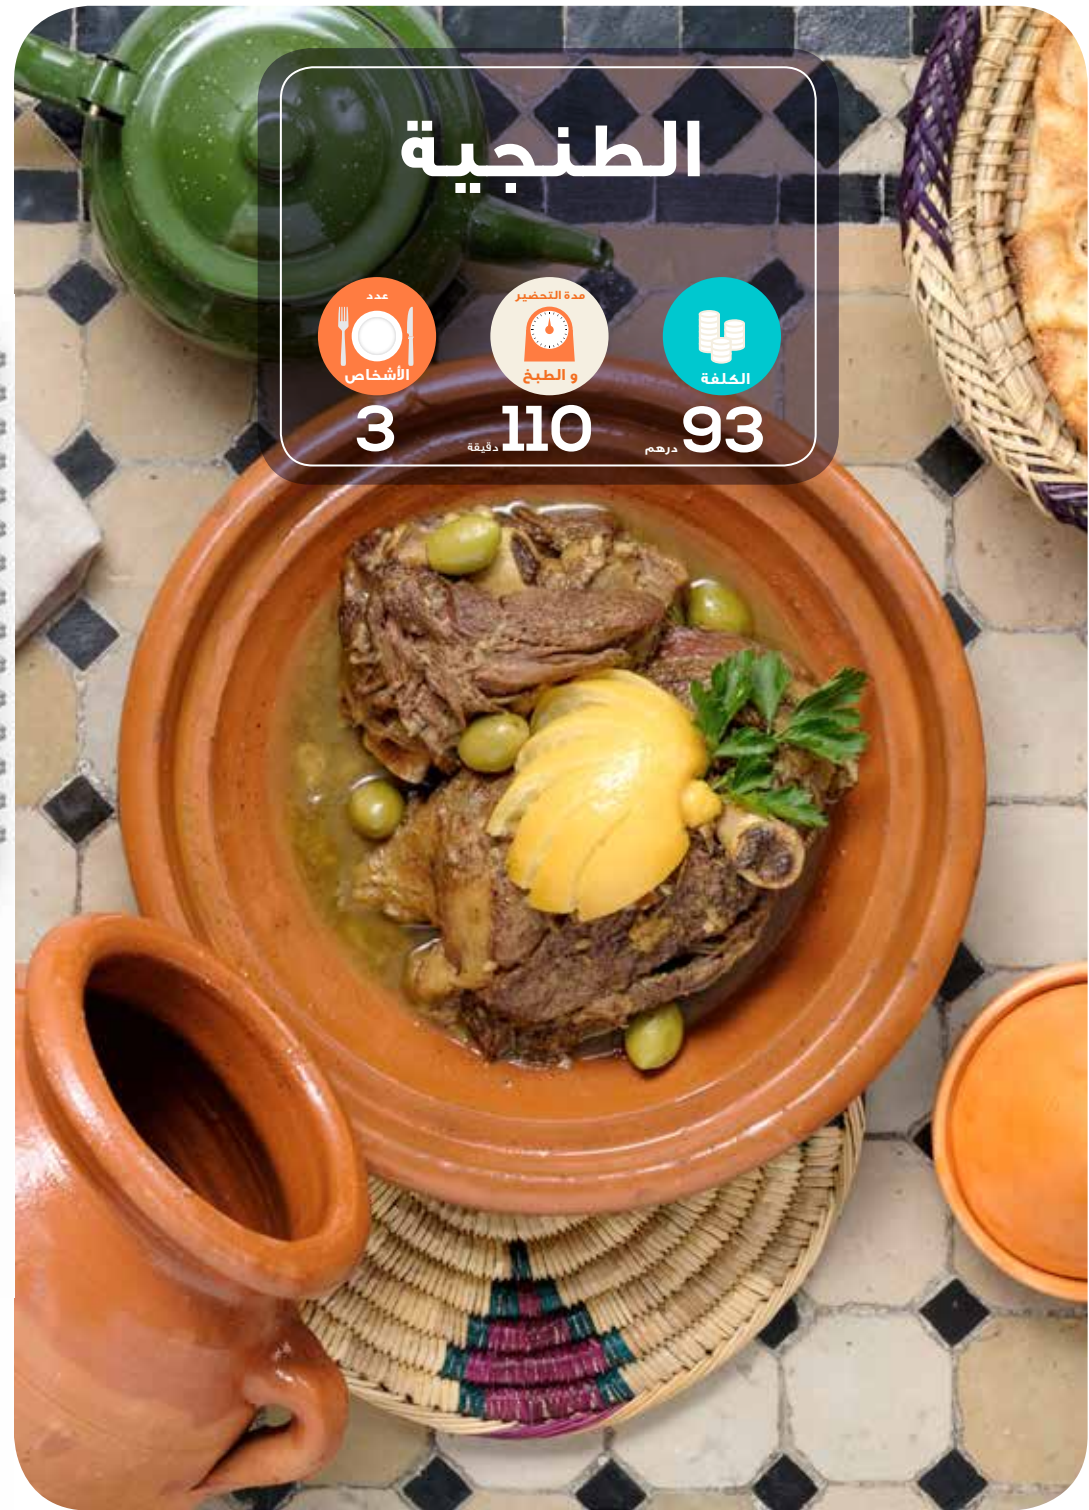 الطنجية
الكلفة
93 درهم
مدة التحضير
و الطبخ
110 دقيقة
عدد
الأشخاص
3